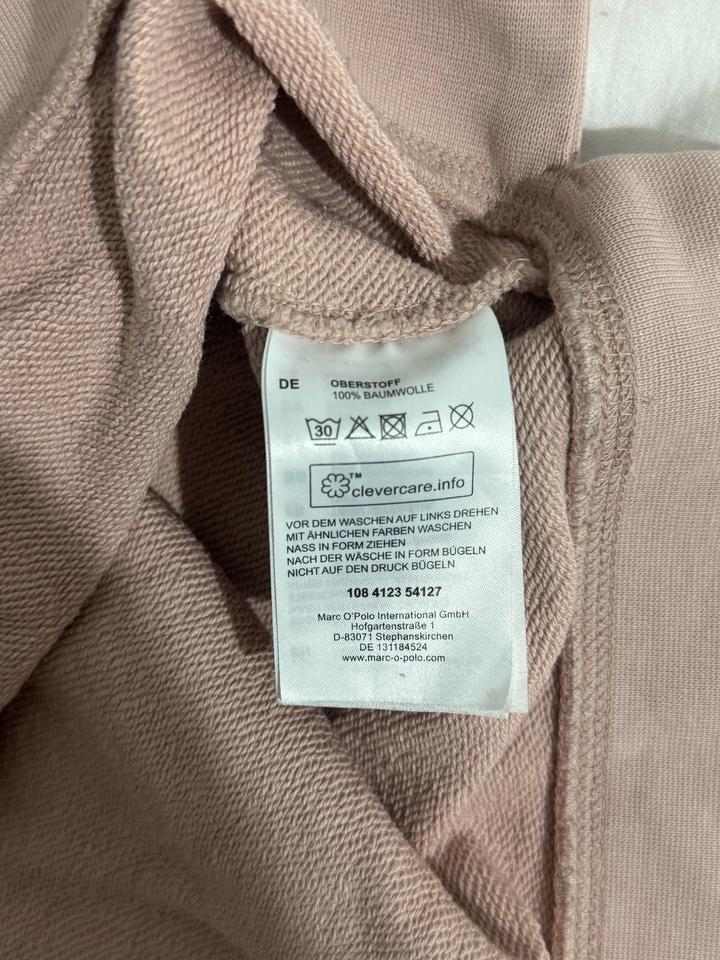 DE OBERSTOFF
100% BAUMWOLLE
30
™
clevercare.info
VOR DEM WASCHEN AUF LINKS DREHEN
MIT ÄHNLICHEN FARBEN WASCHEN
NASS IN FORM ZIEHEN
NACH DER WÄSCHE IN FORM BÜGELN
NICHT AUF DEN DRUCK BÜGELN
108 4123 54127
Marc O'Polo International GmbH
Hofgartenstraße 1
D-83071 Stephanskirchen
DE 131184524
www.marc-o-polo.com